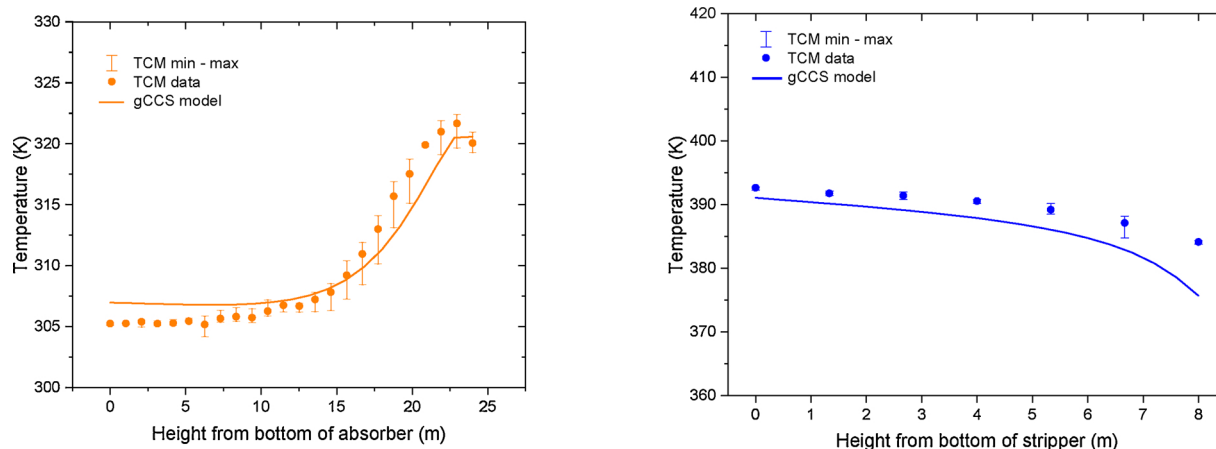 330
325
320
315
310
305
300
Temperature (K)
TCM min - max
TCM data
gCCS model
0
5
10
15
20
25
Height from bottom of absorber (m)
420
410
400
390
380
370
360
Temperature (K)
TCM min - max
TCM data
gCCS model
0
1
2
3
4
5
6
7
8
Height from bottom of stripper (m)